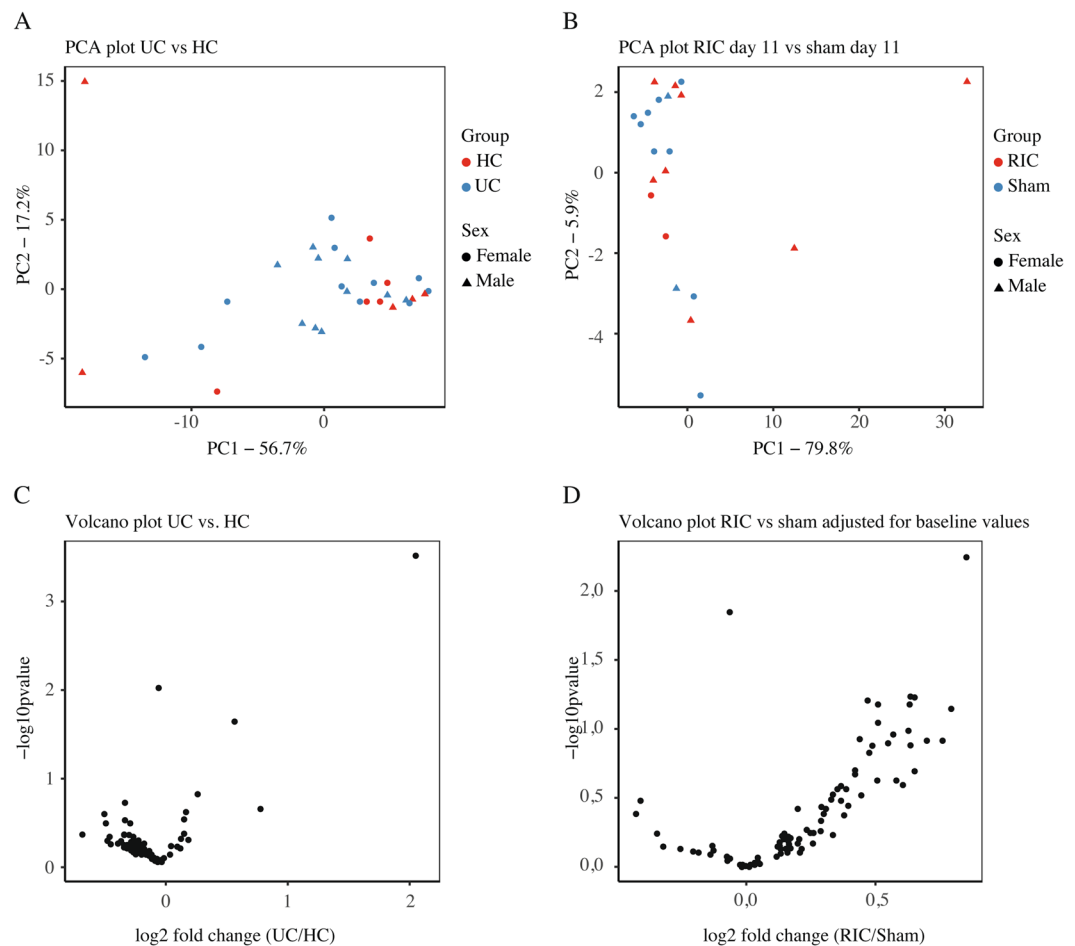 A
PCA plot UC vs HC
15
10
5
0
-5
-10
0
PC2 – 17.2%
PC1 – 56.7%
Group
HC
UC
Sex
Female
Male
B
PCA plot RIC day 11 vs sham day 11
2
0
-2
-4
0
10
20
30
PC2 – 5.9%
PC1 – 79.8%
Group
RIC
Sham
Sex
Female
Male
C
Volcano plot UC vs. HC
3
2
1
0
0
1
2
–log10pvalue
log2 fold change (UC/HC)
D
Volcano plot RIC vs sham adjusted for baseline values
2,0
1,5
1,0
0,5
0,0
0,0
0,5
–log10pvalue
log2 fold change (RIC/Sham)